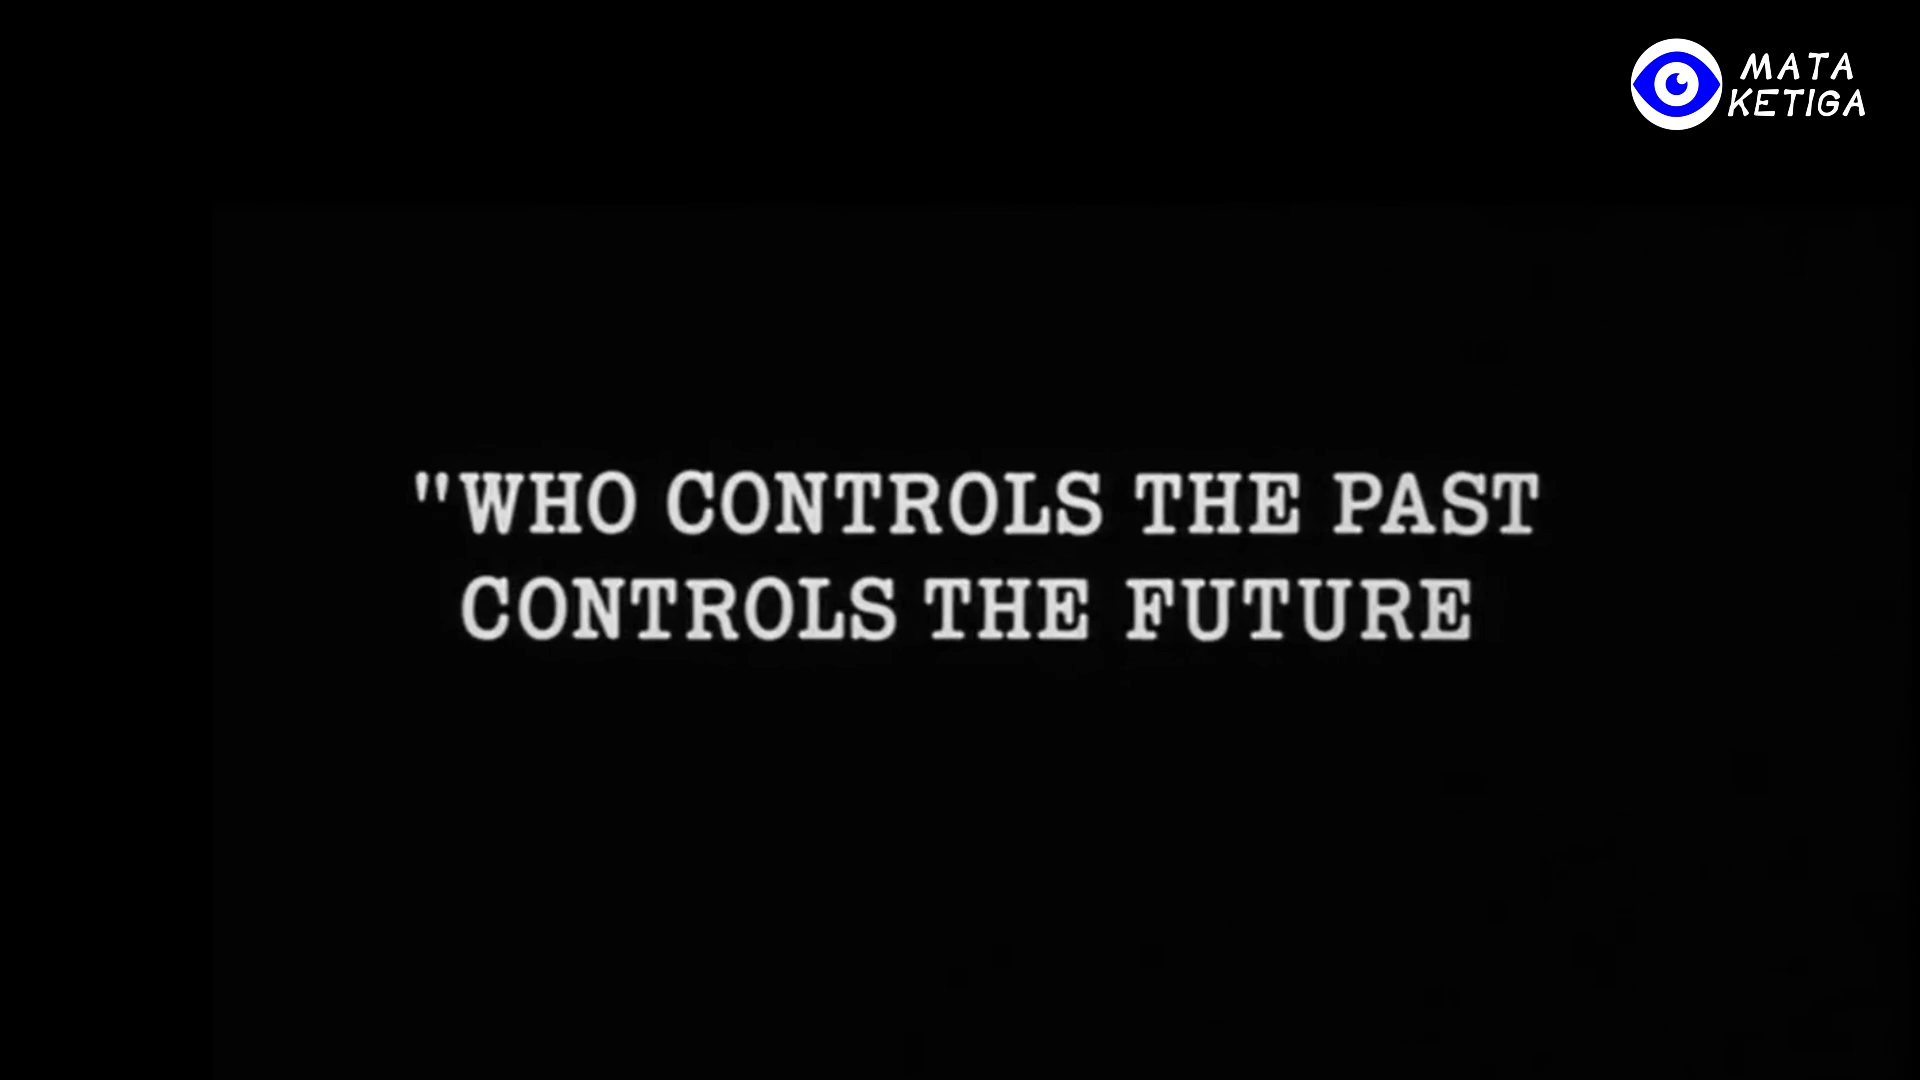 MATA
KETIGA
"WHO CONTROLS THE PAST
CONTROLS THE FUTURE